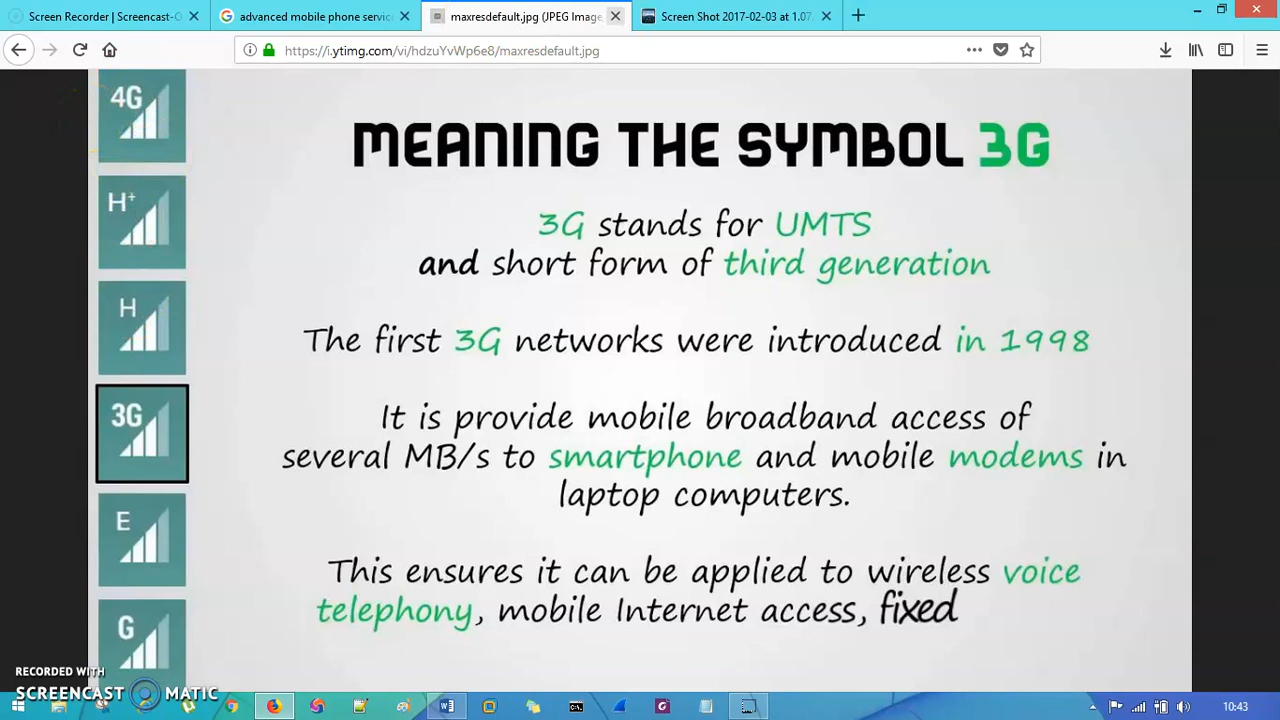 Screen Recorder | Screencast-O
advanced mobile phone servic
maxresdefault.jpg (JPEG Image,
Screen Shot 2017-02-03 at 1.07.
https://i.ytimg.com/vi/hdzuYvWp6e8/maxresdefault.jpg
4G
H+
H
3G
E
G
MEANING THE SYMBOL 3G
3G stands for UMTS
and short form of third generation
The first 3G networks were introduced in 1998
It is provide mobile broadband access of
several MB/s to smartphone and mobile modems in
laptop computers.
This ensures it can be applied to wireless voice
telephony, mobile Internet access, fixed
RECORDED WITH
SCREENCAST MATIC
10:43